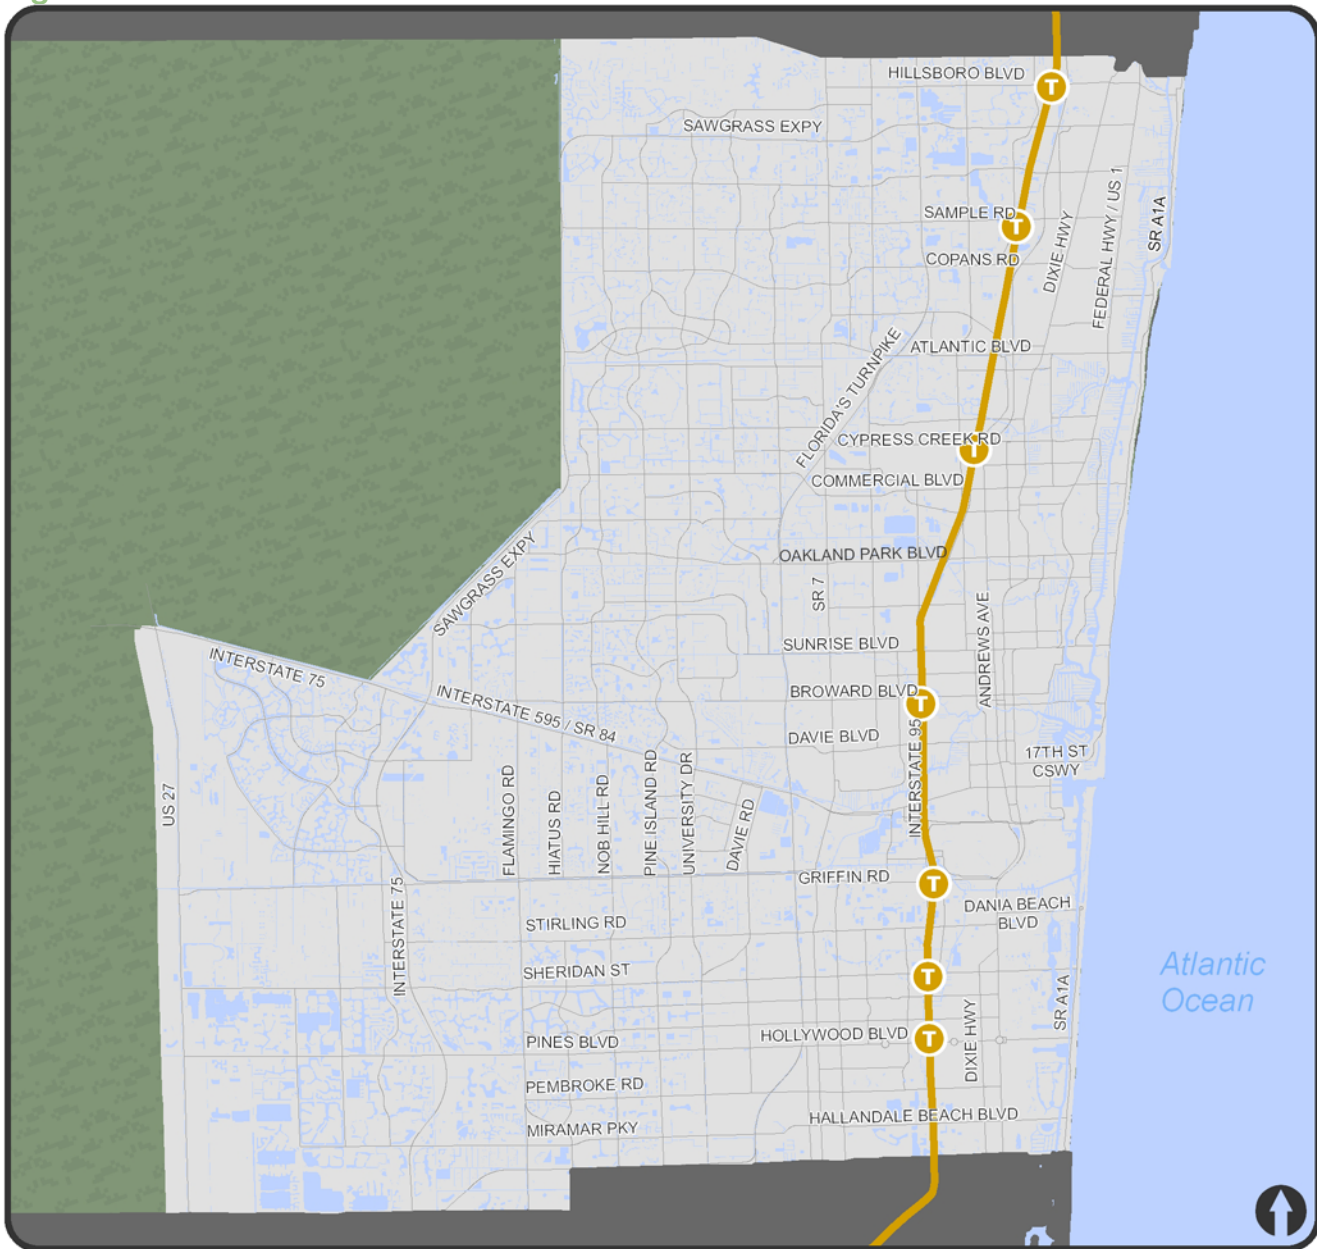 HILLSBORO BLVD
T
SAWGRASS EXPY
SAMPLE RD
T
COPANS RD
DIXIE HWY
FEDERAL HWY / US 1
SR A1A
ATLANTIC BLVD
FLORIDA'S TURNPIKE
CYPRESS CREEK RD
T
COMMERCIAL BLVD
OAKLAND PARK BLVD
SAWGRASS EXPY
SR 7
ANDREWS AVE
SUNRISE BLVD
INTERSTATE 75
BROWARD BLVD
T
INTERSTATE 595 / SR 84
DAVIE BLVD
17TH ST
CSWY
INTERSTATE 95
US 27
FLAMINGO RD
HIATUS RD
NOB HILL RD
PINE ISLAND RD
UNIVERSITY DR
DAVIE RD
GRIFFIN RD
T
INTERSTATE 75
DANIA BEACH
BLVD
STIRLING RD
SHERIDAN ST
T
Atlantic
Ocean
SR A1A
HOLLYWOOD BLVD
T
DIXIE HWY
PINES BLVD
PEMBROKE RD
HALLANDALE BEACH BLVD
MIRAMAR PKY